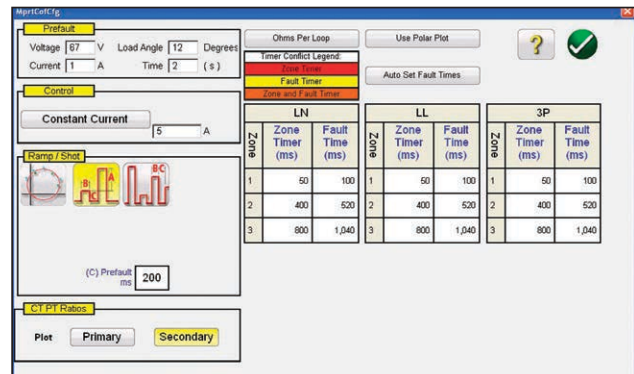 MprtCofCfg
Prefault
Voltage 67 V Load Angle 12 Degrees
Current 1 A Time 2 (s)
Control
Constant Current 5 A
Ramp / Shot
B A C
BC
(C) Prefault ms 200
CT PT Ratios
Plot Primary Secondary
Ohms Per Loop
Use Polar Plot
?
Timer Conflict Legend:
Zone Timer
Fault Timer
Zone and Fault Timer
Auto Set Fault Times
LN
Zone Zone Timer (ms) Fault Time (ms)
1 50 100
2 400 520
3 800 1,040
LL
Zone Zone Timer (ms) Fault Time (ms)
1 50 100
2 400 520
3 800 1,040
3P
Zone Zone Timer (ms) Fault Time (ms)
1 50 100
2 400 520
3 800 1,040